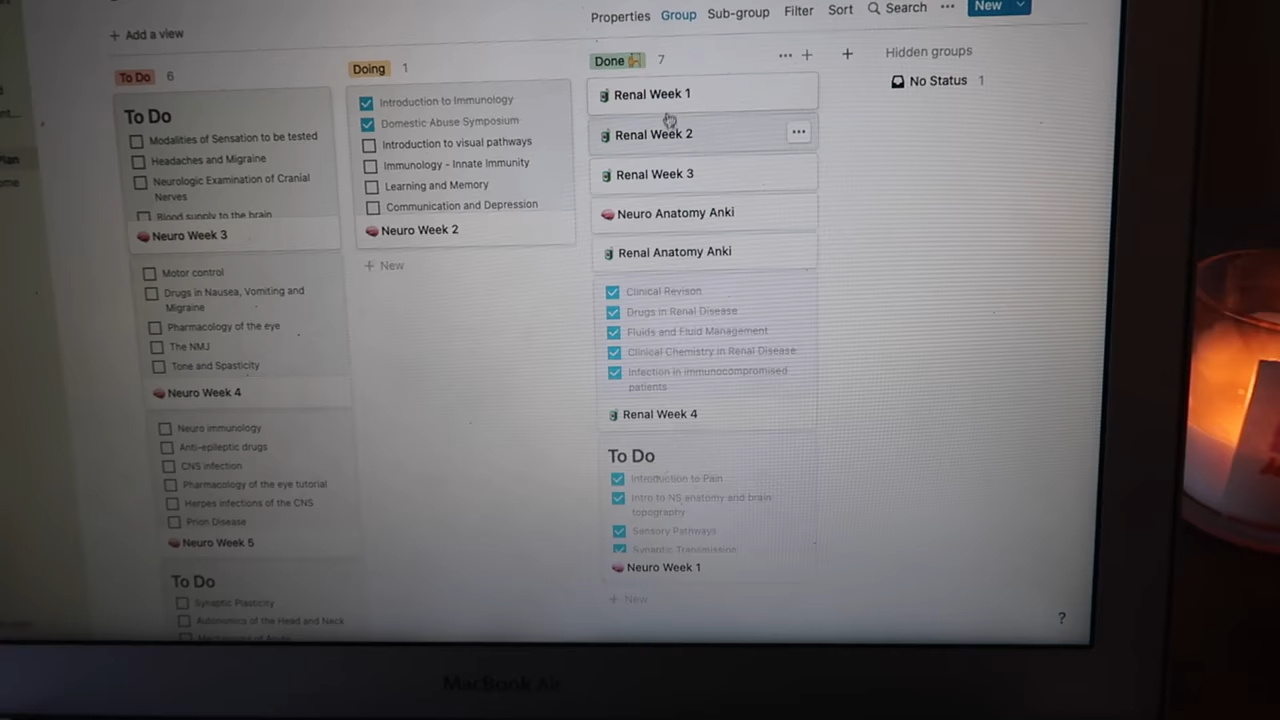 Properties Group Sub-group Filter Sort Search ... New
+ Add a view
To Do 6
To Do
Modalities of Sensation to be tested
Headaches and Migraine
Neurologic Examination of Cranial
Nerves
Blood supply to the brain
Neuro Week 3
Motor control
Drugs in Nausea, Vomiting and
Migraine
Pharmacology of the eye
The NMJ
Tone and Spasticity
Neuro Week 4
Neuro immunology
Anti-epileptic drugs
CNS infection
Pharmacology of the eye tutorial
Herpes infections of the CNS
Prion Disease
Neuro Week 5
To Do
Synaptic Plasticity
Autonomics of the Head and Neck
Doing 1
Introduction to Immunology
Domestic Abuse Symposium
Introduction to visual pathways
Immunology - Innate Immunity
Learning and Memory
Communication and Depression
Neuro Week 2
+ New
Done 7 ... + +
Renal Week 1
Renal Week 2
Renal Week 3
Neuro Anatomy Anki
Renal Anatomy Anki
Clinical Revison
Drugs in Renal Disease
Fluids and Fluid Management
Clinical Chemistry in Renal Disease
Infection in immunocompromised
patients
Renal Week 4
To Do
Introduction to Pain
Intro to NS anatomy and brain
topography
Sensory Pathways
Synaptic Transmission
Neuro Week 1
+ New
Hidden groups
No Status 1
?
MacBook Air